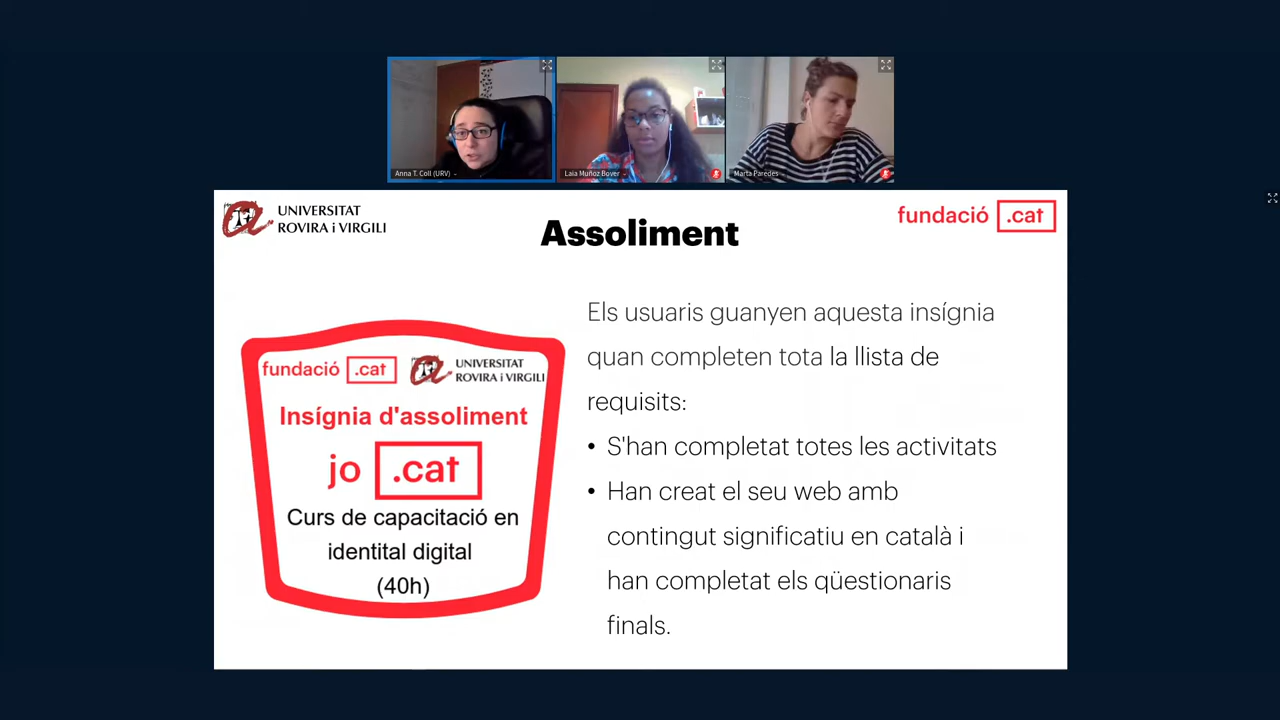 Anna T. Coll (URV)
Laia Muñoz Bover
Marta Paredes
UNIVERSITAT
ROVIRA i VIRGILI
Assoliment
fundació .cat
fundació .cat
UNIVERSITAT
ROVIRA i VIRGILI
Insígnia d'assoliment
jo .cat
Curs de capacitació en
identital digital
(40h)
Els usuaris guanyen aquesta insígnia
quan completen tota la llista de
requisits:
• S'han completat totes les activitats
• Han creat el seu web amb
contingut significatiu en català i
han completat els qüestionaris
finals.